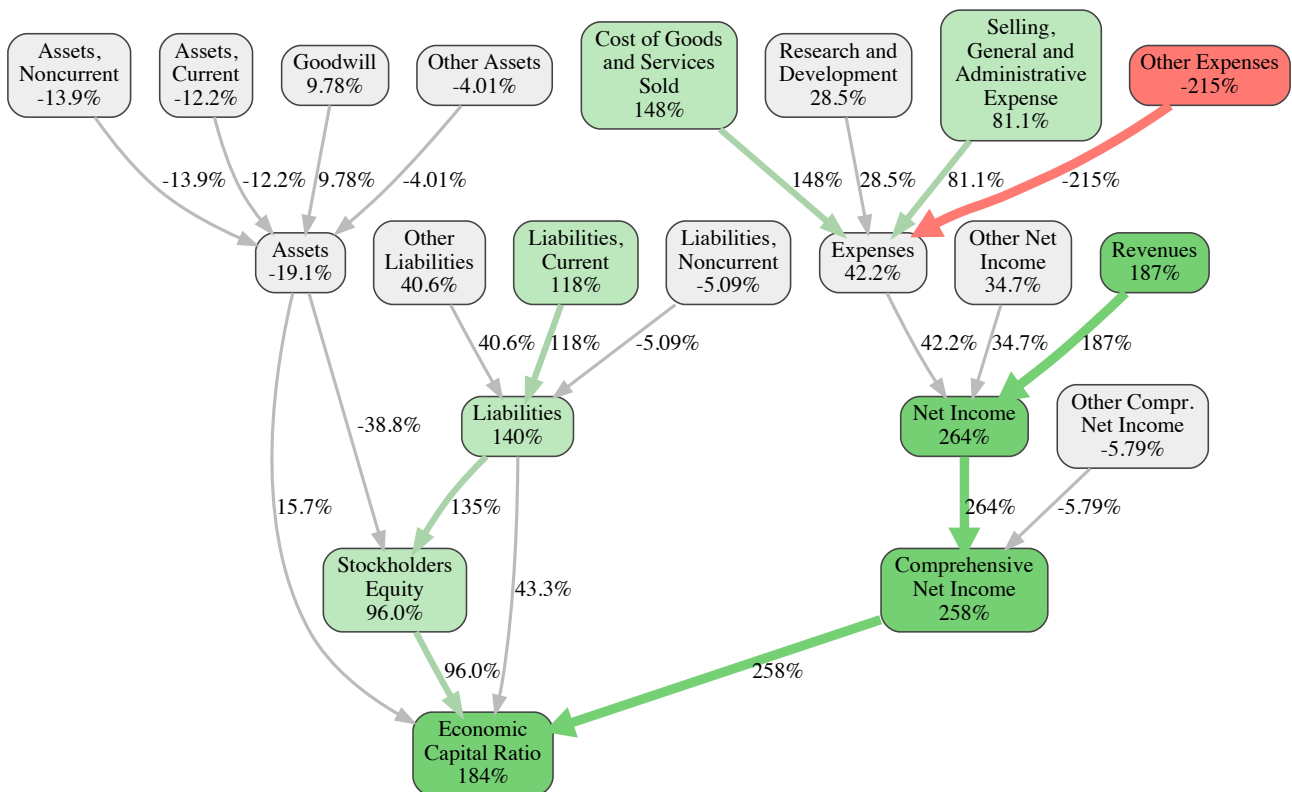 Assets,
Noncurrent
-13.9%
Assets,
Current
-12.2%
Goodwill
9.78%
Other Assets
-4.01%
Cost of Goods
and Services
Sold
148%
Research and
Development
28.5%
Selling,
General and
Administrative
Expense
81.1%
Other Expenses
-215%
-13.9%
-12.2%
9.78%
-4.01%
148%
28.5%
81.1%
-215%
Assets
-19.1%
Other
Liabilities
40.6%
Liabilities,
Current
118%
Liabilities,
Noncurrent
-5.09%
Expenses
42.2%
Other Net
Income
34.7%
Revenues
187%
40.6%
118%
-5.09%
42.2%
34.7%
187%
-38.8%
Liabilities
140%
Net Income
264%
Other Compr.
Net Income
-5.79%
15.7%
135%
264%
-5.79%
Stockholders
Equity
96.0%
43.3%
Comprehensive
Net Income
258%
96.0%
258%
Economic
Capital Ratio
184%